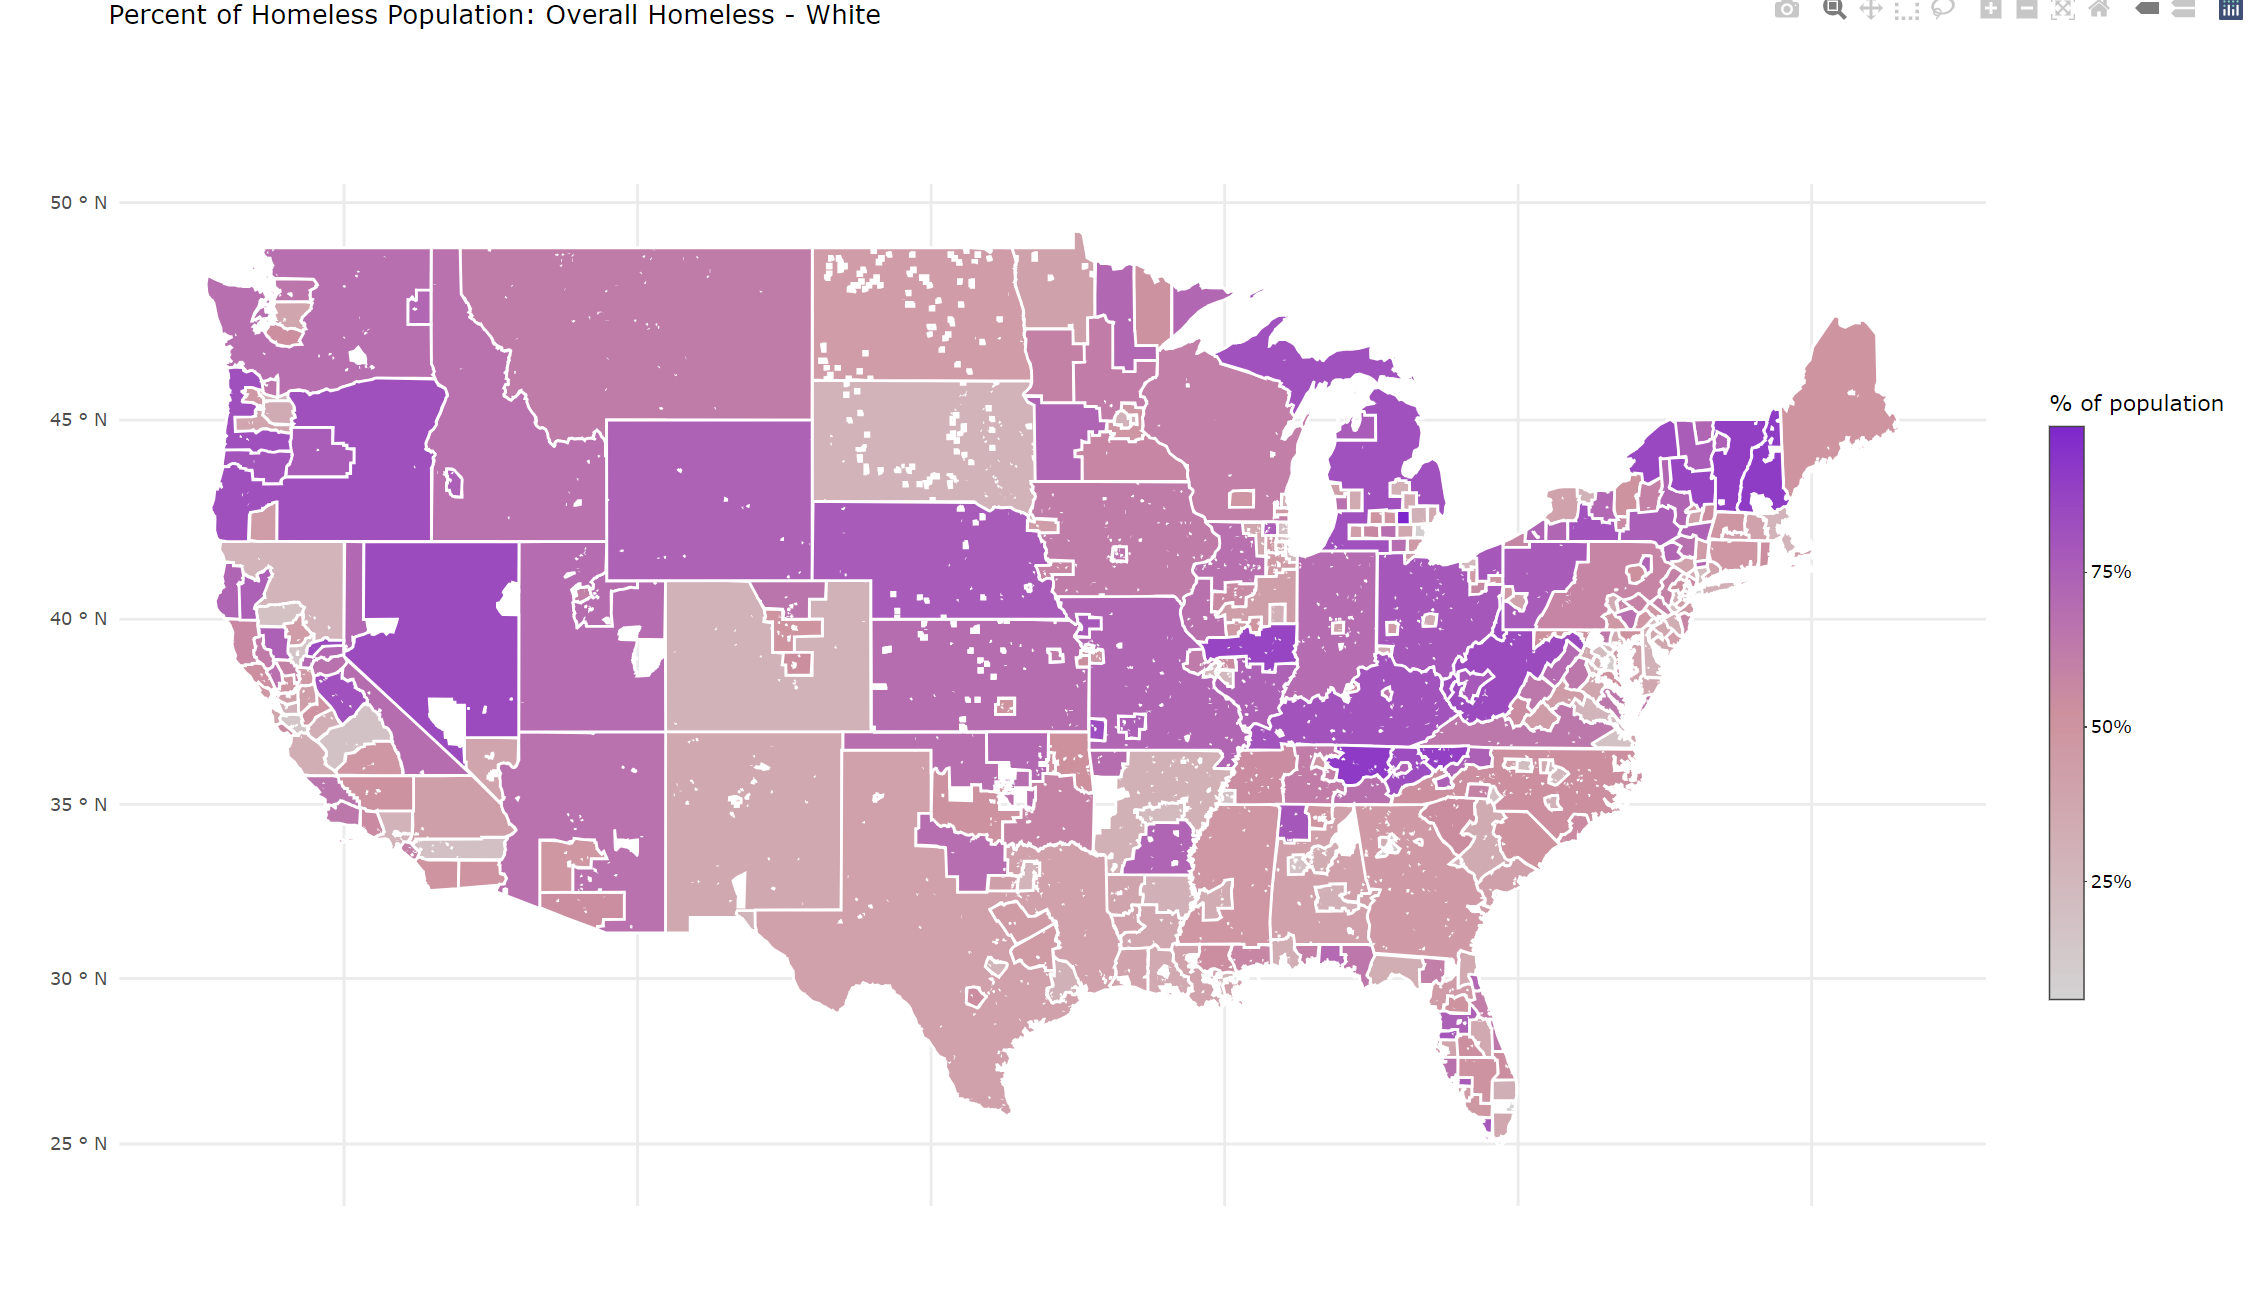 Percent of Homeless Population: Overall Homeless - White
50 ° N
45 ° N
40 ° N
35 ° N
30 ° N
25 ° N
% of population
75%
50%
25%